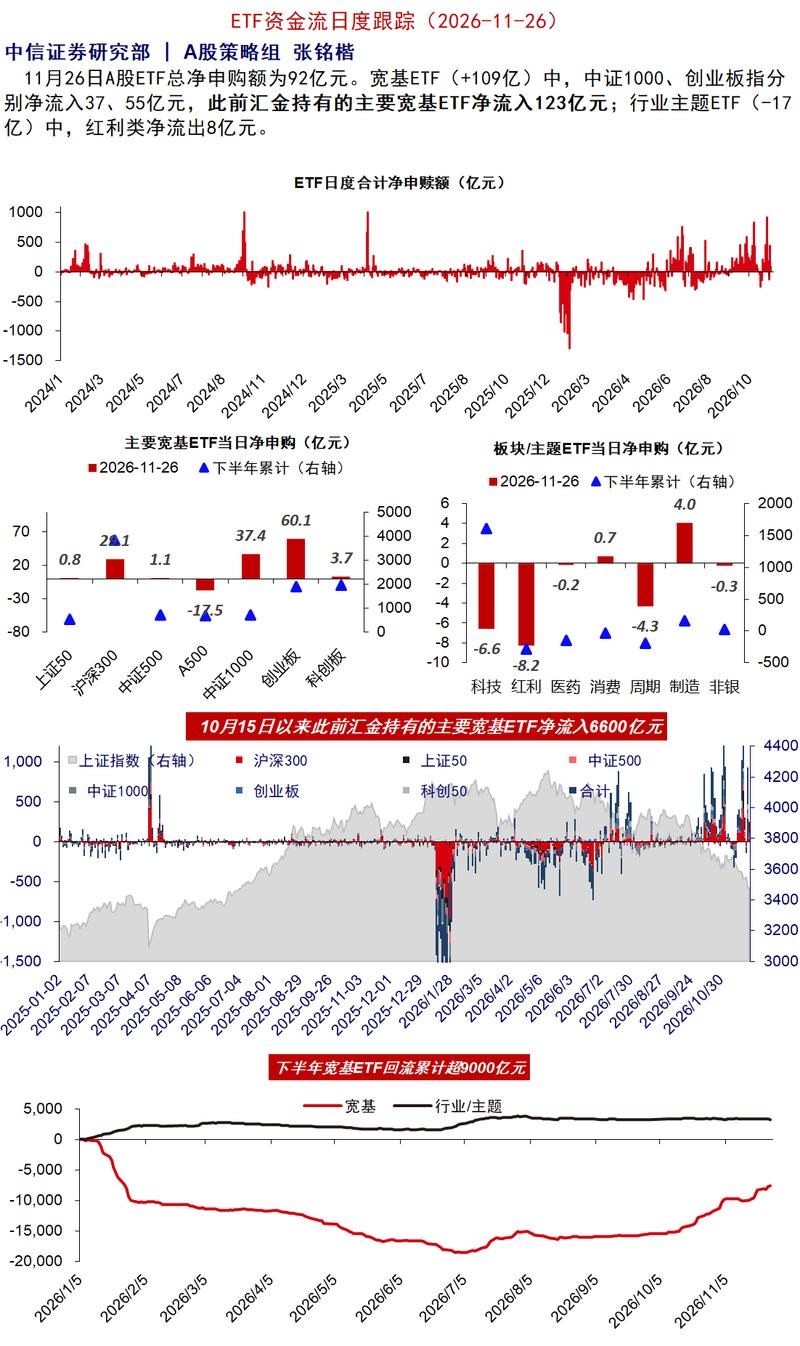 ETF资金流日度跟踪（2026-11-26）
中信证券研究部 | A股策略组 张铭楷
11月26日A股ETF总净申购额为92亿元。宽基ETF（+109亿）中，中证1000、创业板指分
别净流入37、55亿元，此前汇金持有的主要宽基ETF净流入123亿元；行业主题ETF（-17
亿）中，红利类净流出8亿元。
ETF日度合计净申赎额（亿元）
1000
500
0
-500
-1000
-1500
2024/1 2024/3 2024/5 2024/7 2024/8 2024/11 2024/12 2025/3 2025/5 2025/7 2025/8 2025/10 2025/12 2026/3 2026/4 2026/6 2026/8 2026/10
主要宽基ETF当日净申购（亿元）
2026-11-26 下半年累计（右轴）
70
20
-30
-80
5000
4000
3000
2000
1000
0
0.8 1.1 -17.5 37.4 60.1 3.7
上证50 沪深300 中证500 A500 中证1000 创业板 科创板
板块/主题ETF当日净申购（亿元）
2026-11-26 下半年累计（右轴）
6
4
2
0
-2
-4
-6
-8
-10
2000
1500
1000
500
0
-500
-6.6 -8.2 -0.2 0.7 -4.3 4.0 -0.3
科技 红利 医药 消费 周期 制造 非银
10月15日以来此前汇金持有的主要宽基ETF净流入6600亿元
上证指数（右轴） 沪深300 上证50 中证500
中证1000 创业板 科创50 合计
1,000
500
0
-500
-1,000
-1,500
4400
4200
4000
3800
3600
3400
3200
3000
2025-01-02 2025-02-07 2025-03-07 2025-04-07 2025-05-08 2025-06-06 2025-07-04 2025-08-01 2025-08-29 2025-09-26 2025-11-03 2025-12-01 2025-12-29 2026/1/28 2026/3/5 2026/4/2 2026/5/6 2026/6/3 2026/7/2 2026/7/30 2026/8/27 2026/9/24 2026/10/30
下半年宽基ETF回流累计超9000亿元
宽基 行业/主题
5,000
0
-5,000
-10,000
-15,000
-20,000
2026/1/5 2026/2/5 2026/3/5 2026/4/5 2026/5/5 2026/6/5 2026/7/5 2026/8/5 2026/9/5 2026/10/5 2026/11/5